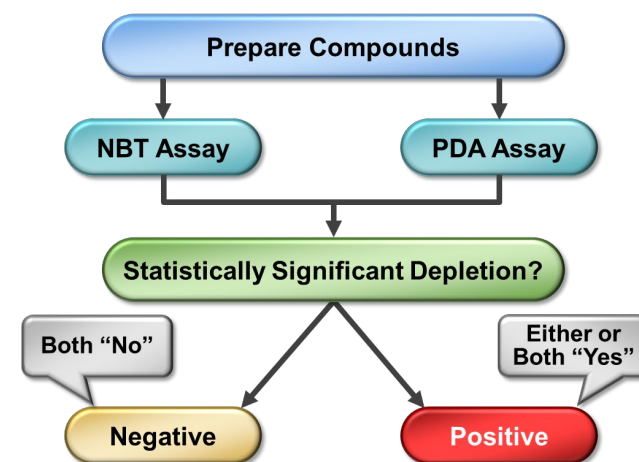 Prepare Compounds
NBT Assay
PDA Assay
Statistically Significant Depletion?
Both “No”
Either or
Both “Yes”
Negative
Positive